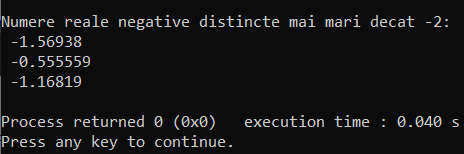 Numere reale negative distincte mai mari decat -2:
-1.56938
-0.555559
-1.16819
Process returned 0 (0x0)   execution time : 0.040 s
Press any key to continue.